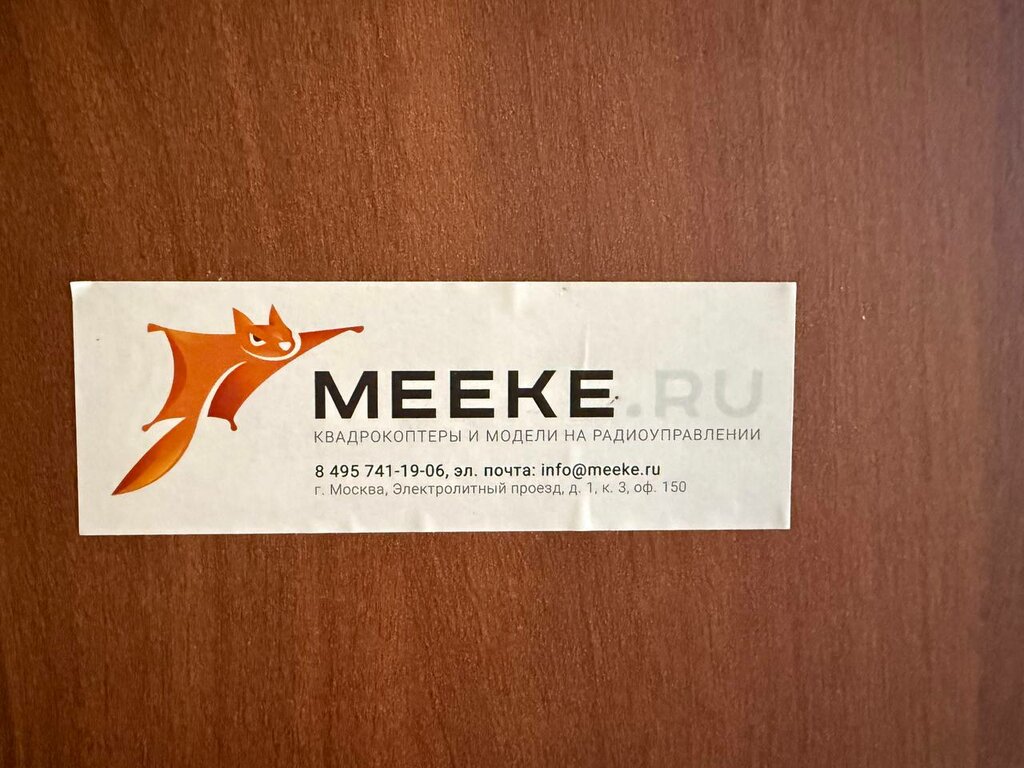 MEEKE.RU
КВАДРОКОПТЕРЫ И МОДЕЛИ НА РАДИОУПРАВЛЕНИИ
8 495 741-19-06, эл. почта: info@meeke.ru
г. Москва, Электролитный проезд, д. 1, к. 3, оф. 150